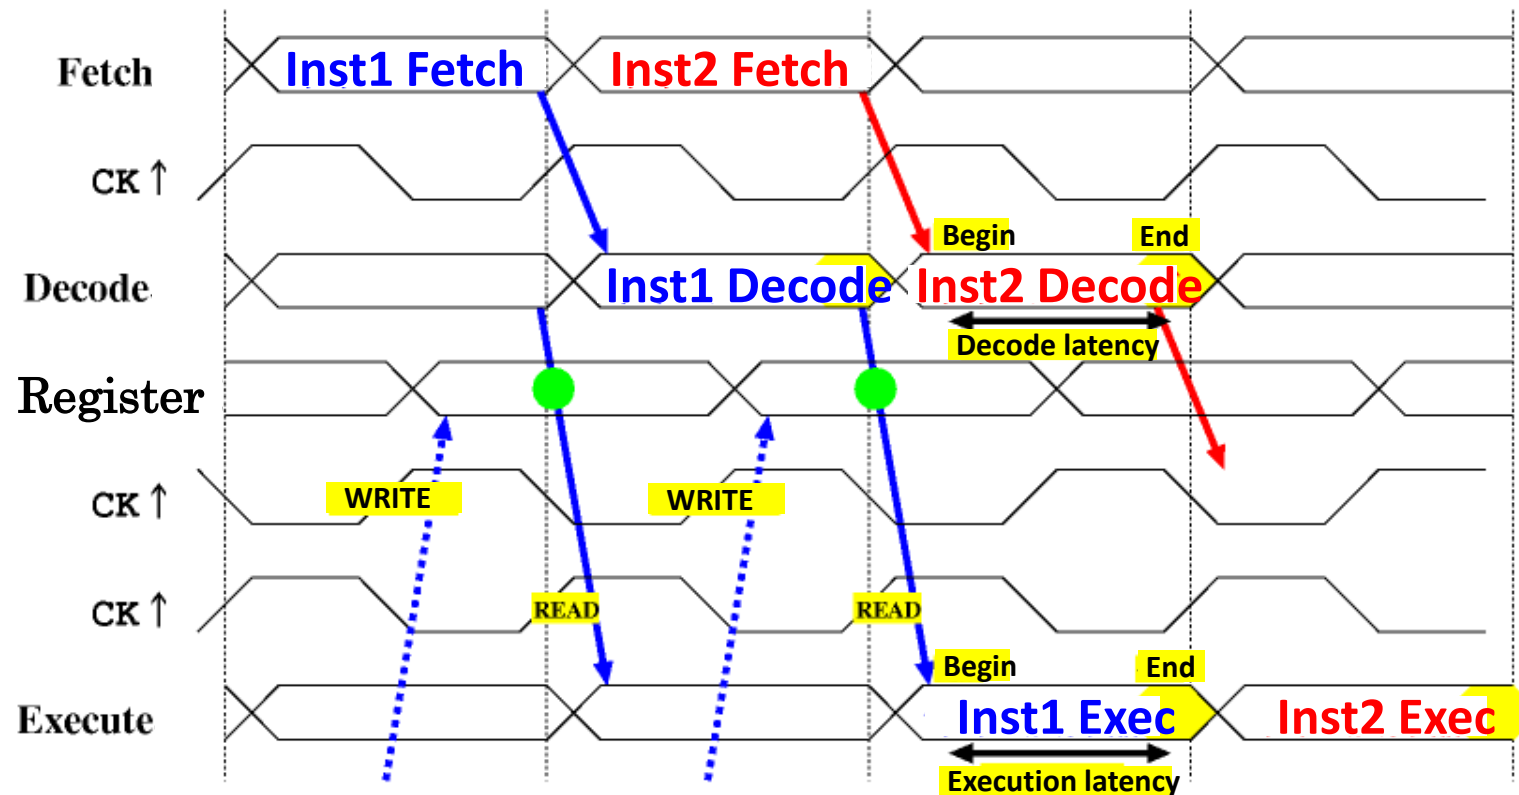 Fetch
Inst1 Fetch
Inst2 Fetch
CK ↑
Begin
End
Decode
Inst1 Decode
Inst2 Decode
Decode latency
Register
WRITE
WRITE
CK ↑
CK ↑
READ
READ
Begin
End
Execute
Inst1 Exec
Inst2 Exec
Execution latency